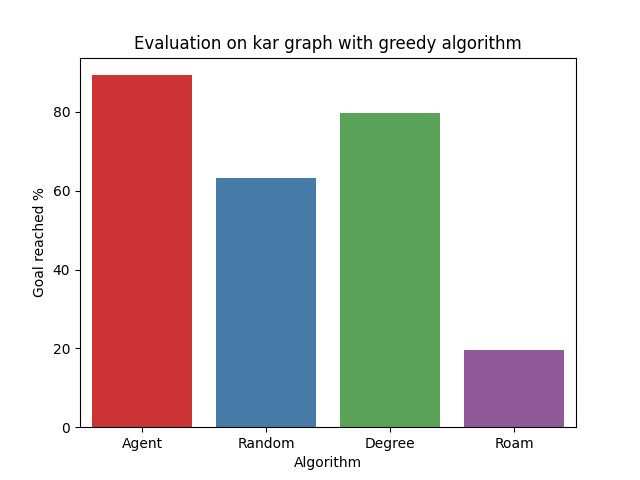 Evaluation on kar graph with greedy algorithm
Goal reached %
80
60
40
20
0
Agent Random Degree Roam
Algorithm